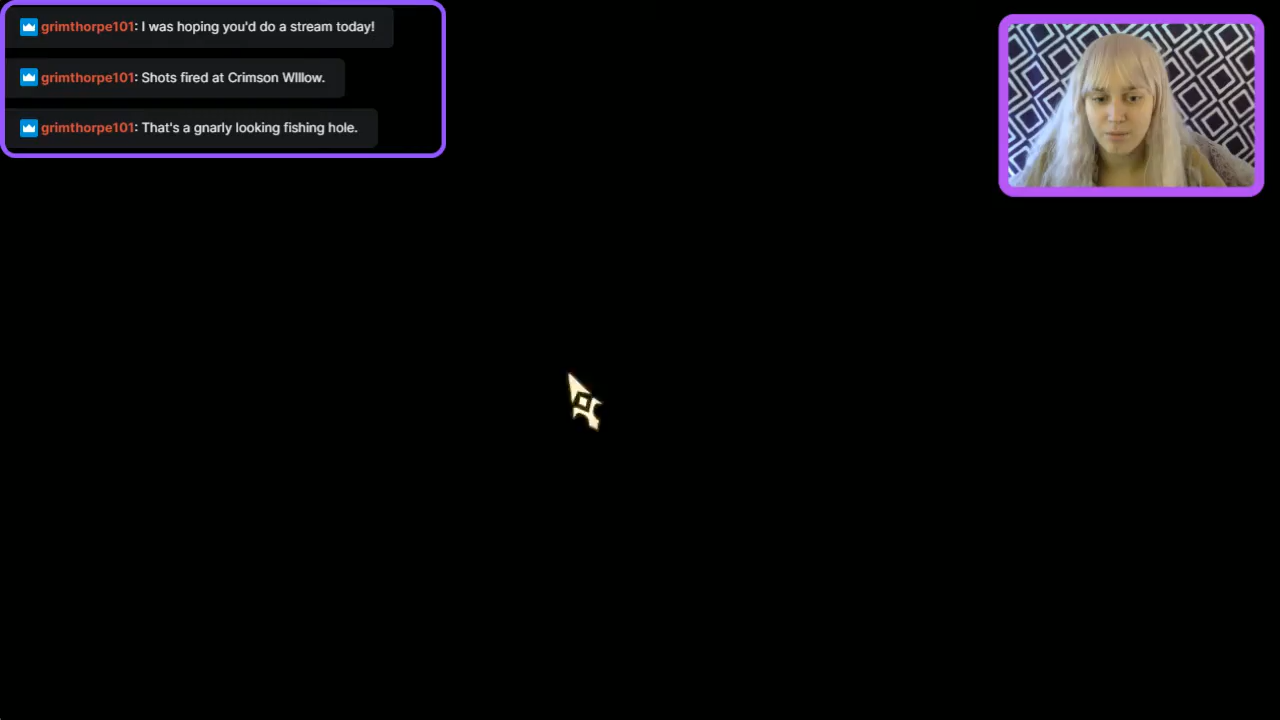 grimthorpe101: I was hoping you'd do a stream today!
grimthorpe101: Shots fired at Crimson WIllow.
grimthorpe101: That's a gnarly looking fishing hole.